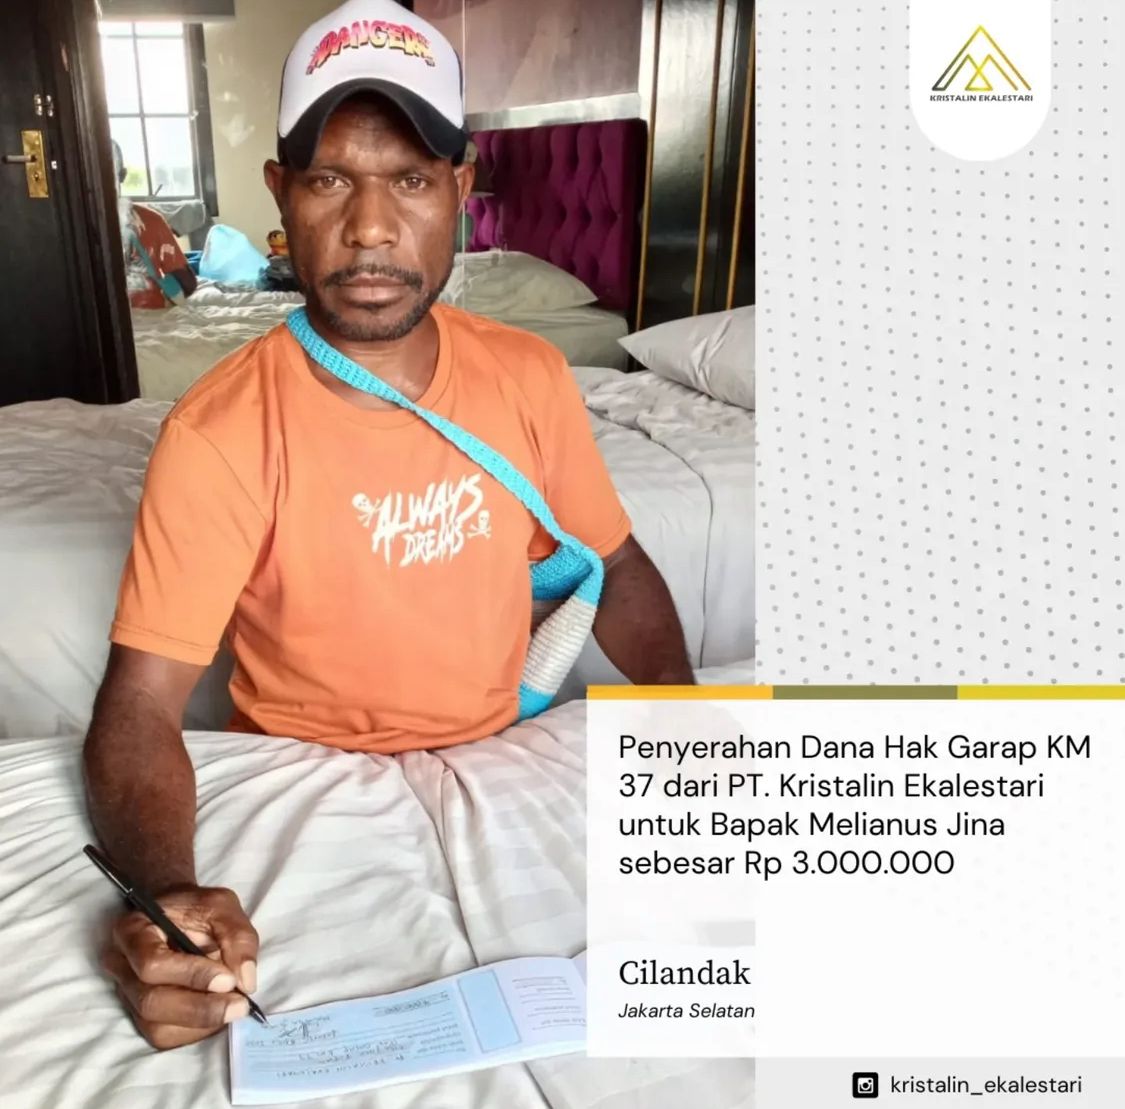 DANGER
KRISTALIN EKALESTARI
ALWAYS
DREAMS
Penyerahan Dana Hak Garap KM
37 dari PT. Kristalin Ekalestari
untuk Bapak Melianus Jina
sebesar Rp 3.000.000
Cilandak
Jakarta Selatan
kristalin_ekalestari